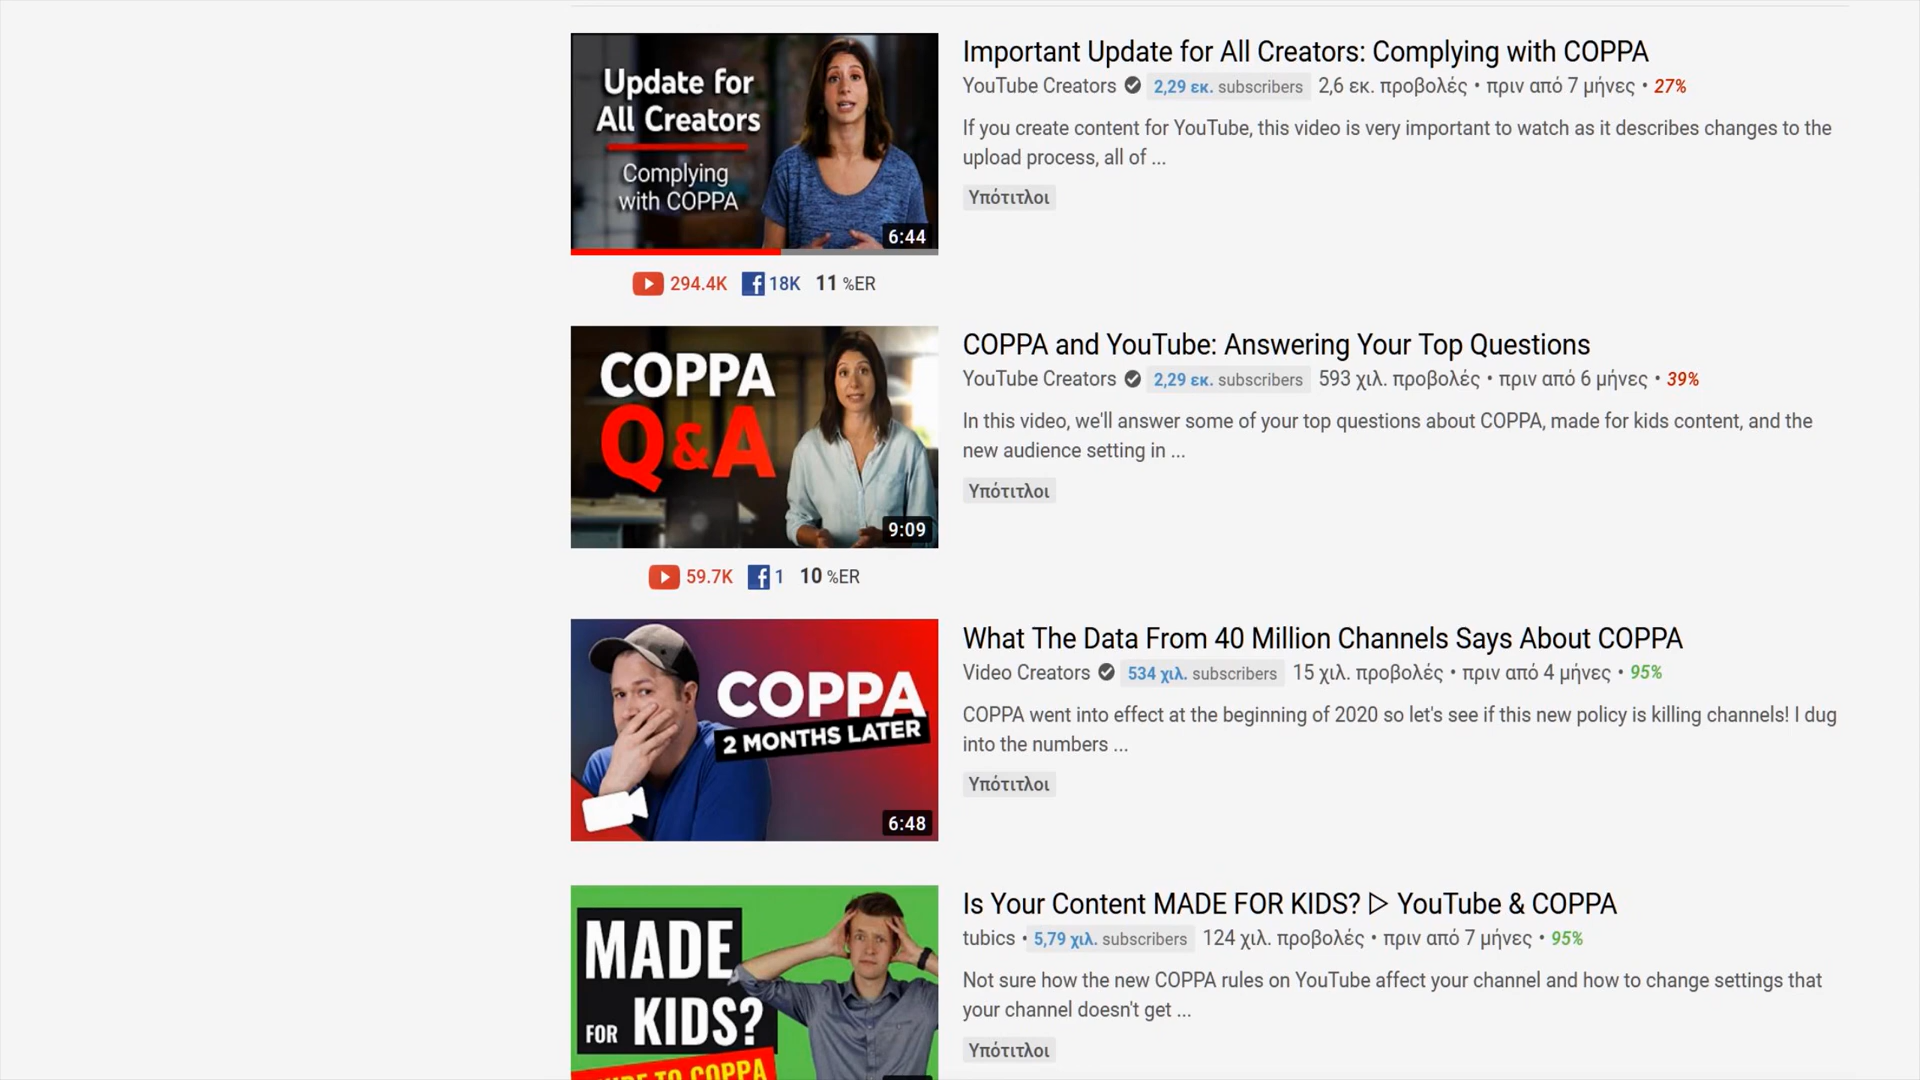 Update for
All Creators
Complying
with COPPA
6:44
294.4K 18K 11 %ER
Important Update for All Creators: Complying with COPPA
YouTube Creators 2,29 εκ. subscribers 2,6 εκ. προβολές • πριν από 7 μήνες • 27%
If you create content for YouTube, this video is very important to watch as it describes changes to the
upload process, all of ...
Υπότιτλοι
COPPA
Q&A
9:09
59.7K 1 10 %ER
COPPA and YouTube: Answering Your Top Questions
YouTube Creators 2,29 εκ. subscribers 593 χιλ. προβολές • πριν από 6 μήνες • 39%
In this video, we'll answer some of your top questions about COPPA, made for kids content, and the
new audience setting in ...
Υπότιτλοι
COPPA
2 MONTHS LATER
6:48
What The Data From 40 Million Channels Says About COPPA
Video Creators 534 χιλ. subscribers 15 χιλ. προβολές • πριν από 4 μήνες • 95%
COPPA went into effect at the beginning of 2020 so let's see if this new policy is killing channels! I dug
into the numbers ...
Υπότιτλοι
MADE
FOR KIDS?
TO COPPA
Is Your Content MADE FOR KIDS? ▷ YouTube & COPPA
tubics • 5,79 χιλ. subscribers 124 χιλ. προβολές • πριν από 7 μήνες • 95%
Not sure how the new COPPA rules on YouTube affect your channel and how to change settings that
your channel doesn't get ...
Υπότιτλοι